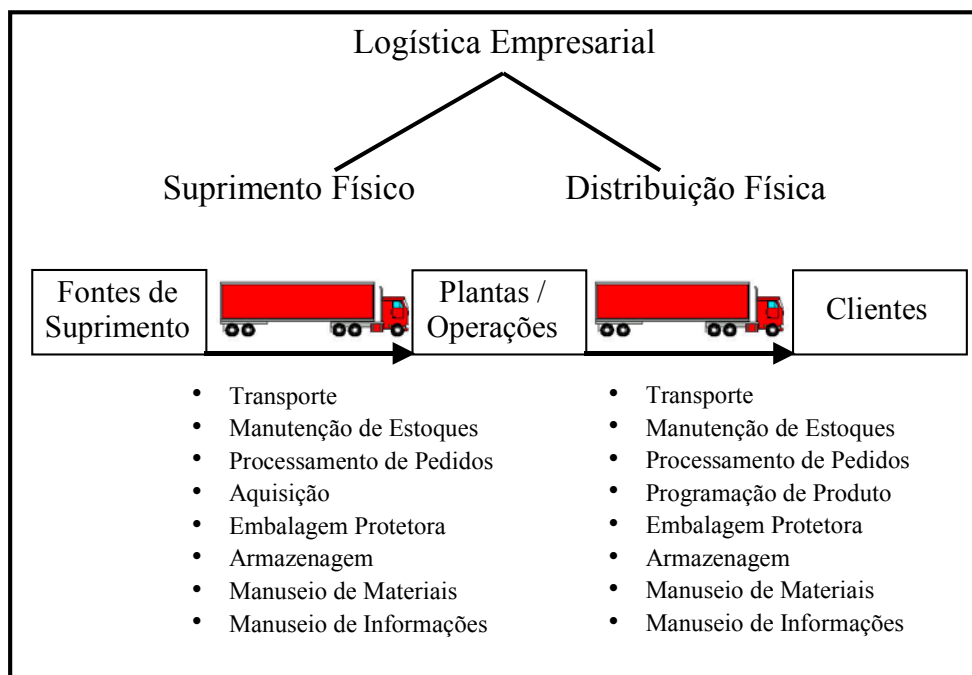 Logística Empresarial
Suprimento Físico
Distribuição Física
Fontes de
Suprimento
Plantas /
Operações
Clientes
• Transporte
• Manutenção de Estoques
• Processamento de Pedidos
• Aquisição
• Embalagem Protetora
• Armazenagem
• Manuseio de Materiais
• Manuseio de Informações
• Transporte
• Manutenção de Estoques
• Processamento de Pedidos
• Programação de Produto
• Embalagem Protetora
• Armazenagem
• Manuseio de Materiais
• Manuseio de Informações